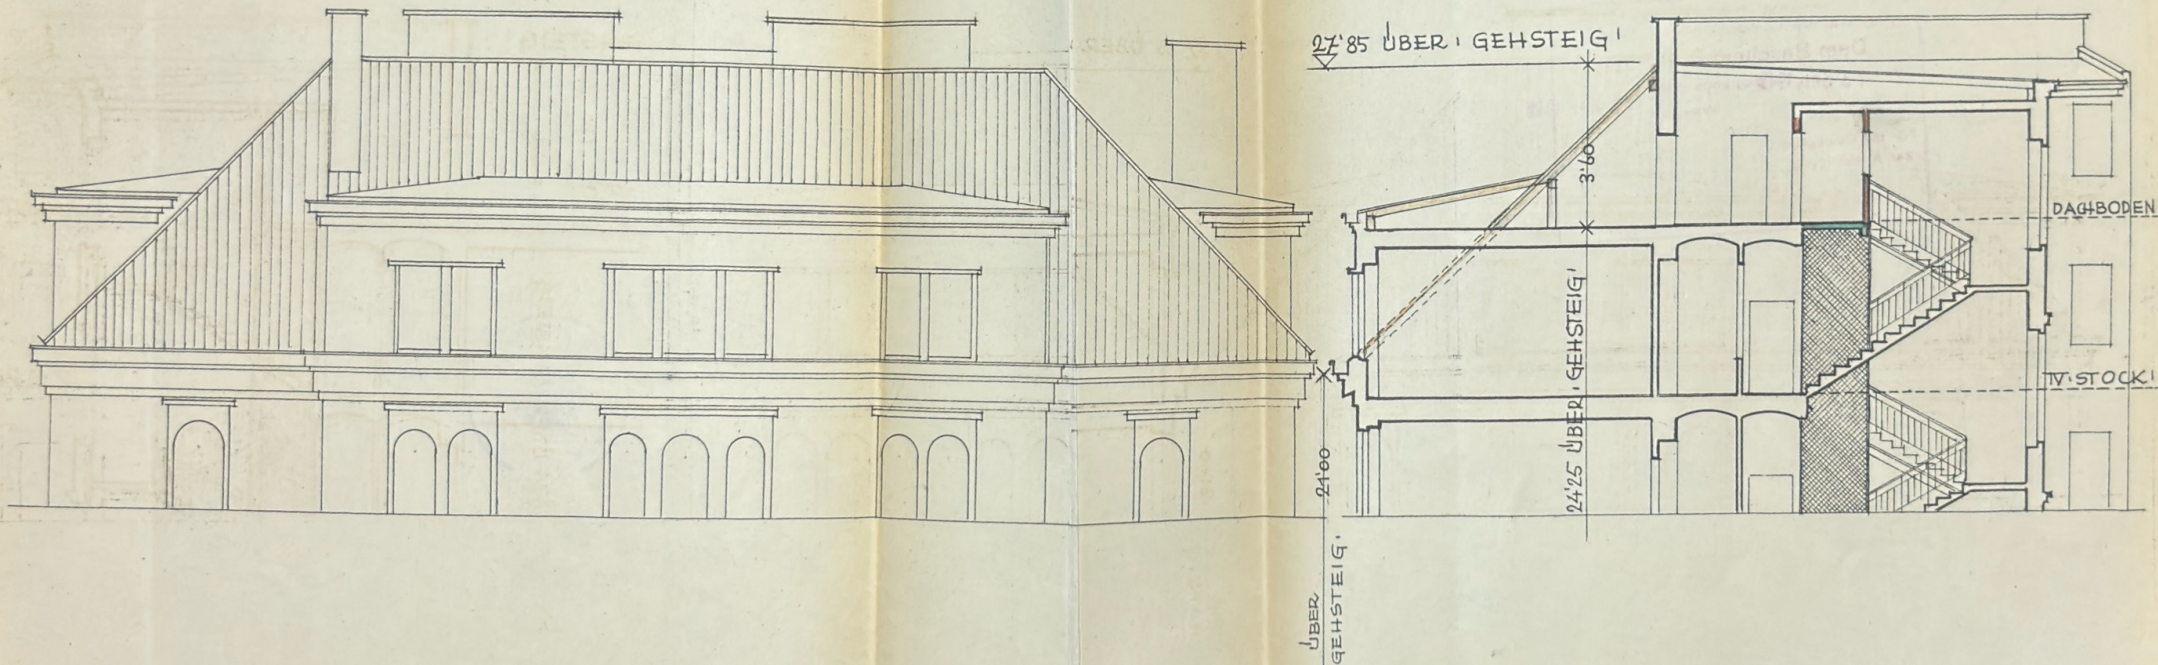 27'85 ÜBER GEHSTEIG
3'60
24'25 ÜBER GEHSTEIG
21'00
ÜBER
GEHSTEIG
DACHBODEN
IV. STOCK